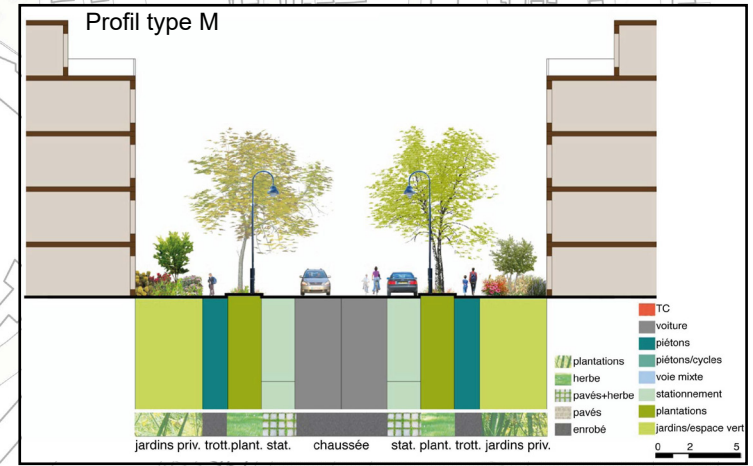 Profil type M
TC
voiture
piétons
piétons/cycles
voie mixte
stationnement
plantations
jardins/espace vert
plantations
herbe
pavés+herbe
pavés
enrobé
jardins priv. trott. plant. stat. chaussée stat. plant. trott. jardins priv.
0 2 5